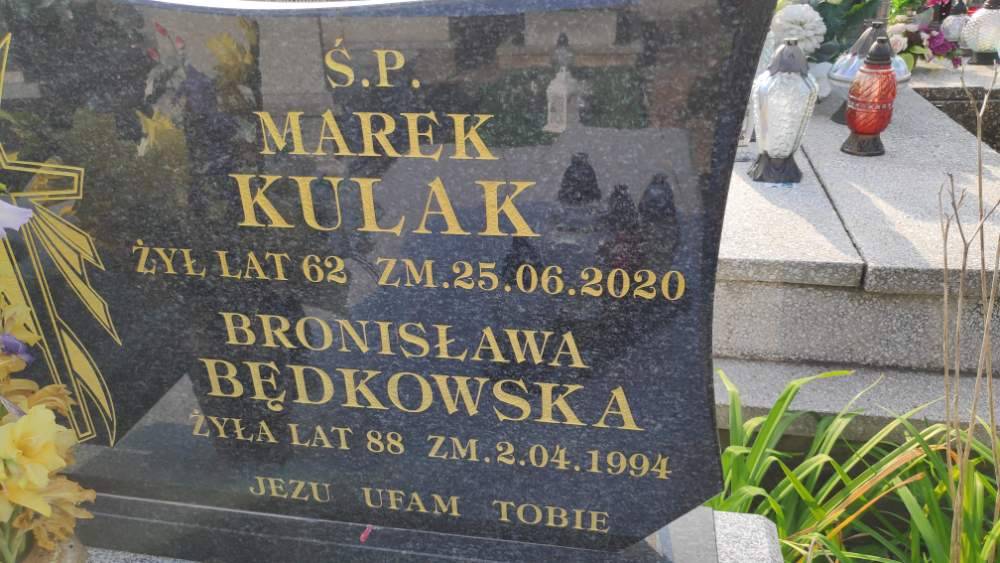 Ś.P.
MAREK
KULAK
ŻYŁ LAT 62 ZM.25.06.2020
BRONISŁAWA
BĘDKOWSKA
ŻYŁA LAT 88 ZM.2.04.1994
JEZU UFAM TOBIE